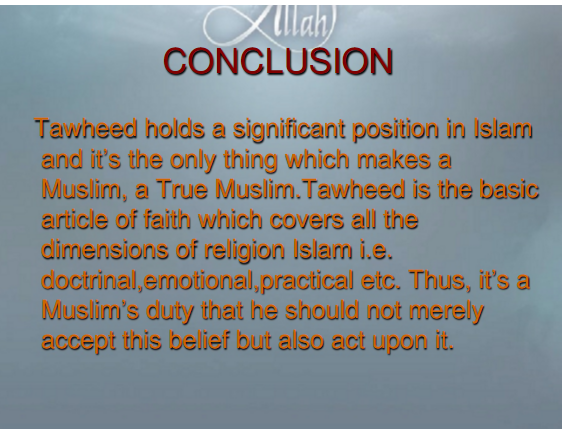 Allah
CONCLUSION
Tawheed holds a significant position in Islam
and it's the only thing which makes a
Muslim, a True Muslim.Tawheed is the basic
article of faith which covers all the
dimensions of religion Islam i.e.
doctrinal,emotional,practical etc. Thus, it's a
Muslim's duty that he should not merely
accept this belief but also act upon it.